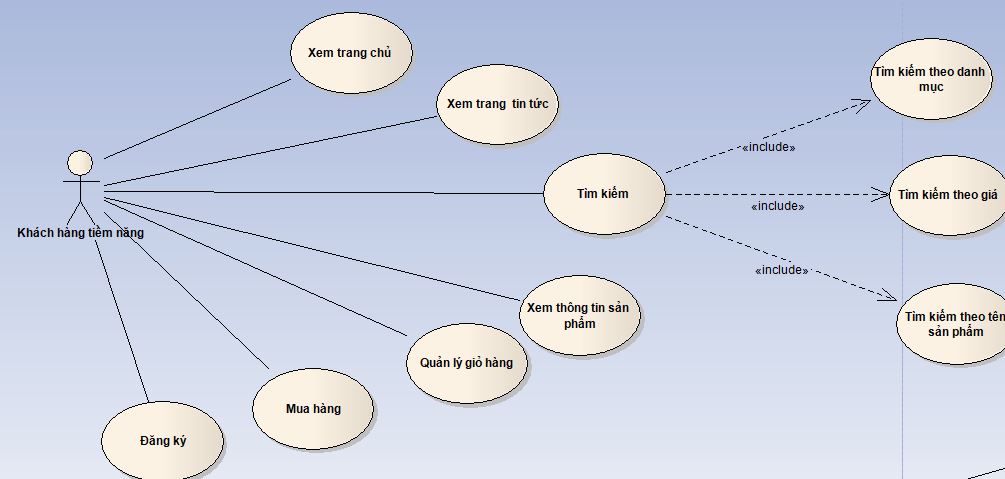 Xem trang chủ
Xem trang tin tức
Tìm kiếm theo danh
mục
«include»
Tìm kiếm
Tìm kiếm theo giá
«include»
Khách hàng tiềm năng
«include»
Xem thông tin sản
phẩm
Tìm kiếm theo tên
sản phẩm
Quản lý giỏ hàng
Mua hàng
Đăng ký